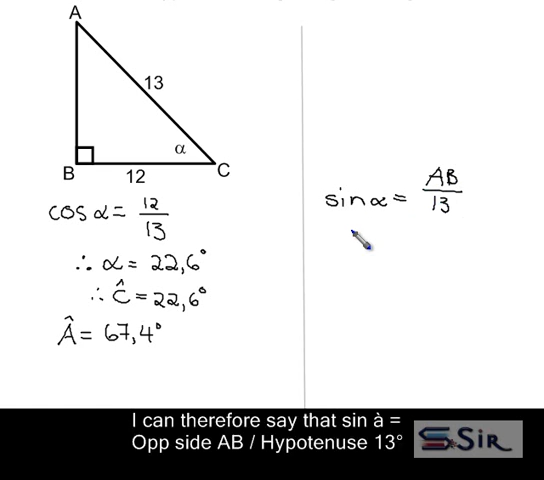 A
13
α
B
12
C
cos α = 12/13
∴ α = 22,6°
∴ Ĉ = 22,6°
Â = 67,4°
sin α = AB/13
I can therefore say that sin à =
Opp side AB / Hypotenuse 13°
S.Sir